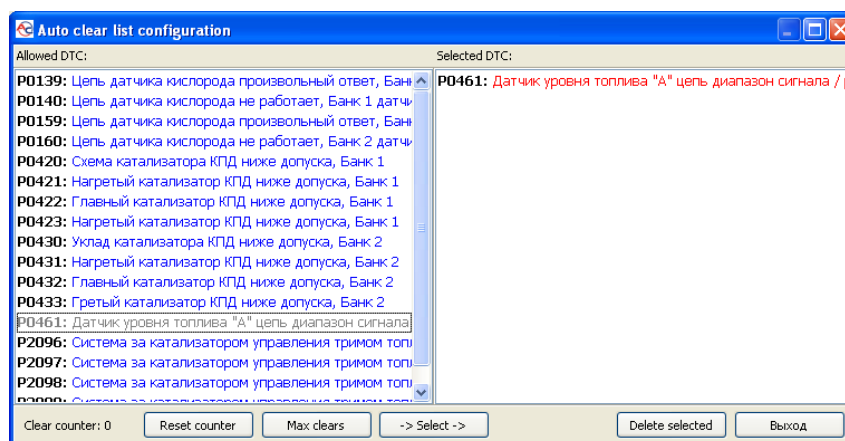 Auto clear list configuration
Allowed DTC:
Selected DTC:
P0139: Цепь датчика кислорода произвольный ответ,
P0140: Цепь датчика кислорода не работает, Банк 1
P0159: Цепь датчика кислорода произвольный ответ,
P0160: Цепь датчика кислорода не работает, Банк 2
P0420: Схема катализатора КПД ниже допуска, Банк 1
P0421: Нагретый катализатор КПД ниже допуска, Банк 1
P0422: Главный катализатор КПД ниже допуска, Банк 1
P0423: Нагретый катализатор КПД ниже допуска, Банк 1
P0430: Уклад катализатора КПД ниже допуска, Банк 2
P0431: Нагретый катализатор КПД ниже допуска, Банк 2
P0432: Главный катализатор КПД ниже допуска, Банк 2
P0433: Гретый катализатор КПД ниже допуска, Банк 2
P0461: Датчик уровня топлива "А" цепь диапазон сигнала
P2096: Система за катализатором управления тримом
P2097: Система за катализатором управления тримом
P2098: Система за катализатором управления тримом
P0461: Датчик уровня топлива "А" цепь диапазон сигнала /
Clear counter: 0
Reset counter
Max clears
-> Select ->
Delete selected
Выход